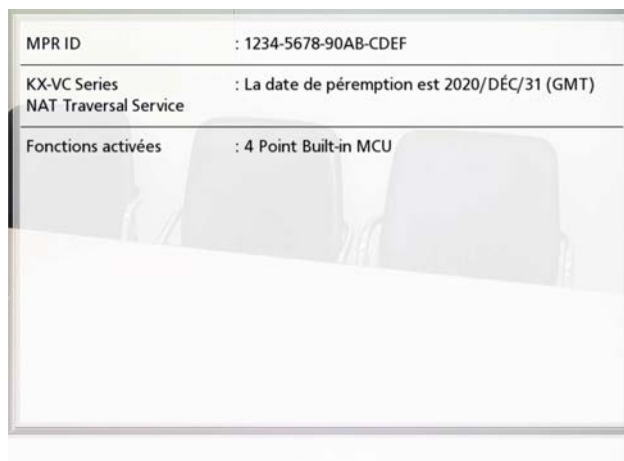 MPR ID : 1234-5678-90AB-CDEF
KX-VC Series : La date de péremption est 2020/DÉC/31 (GMT)
NAT Traversal Service
Fonctions activées : 4 Point Built-in MCU